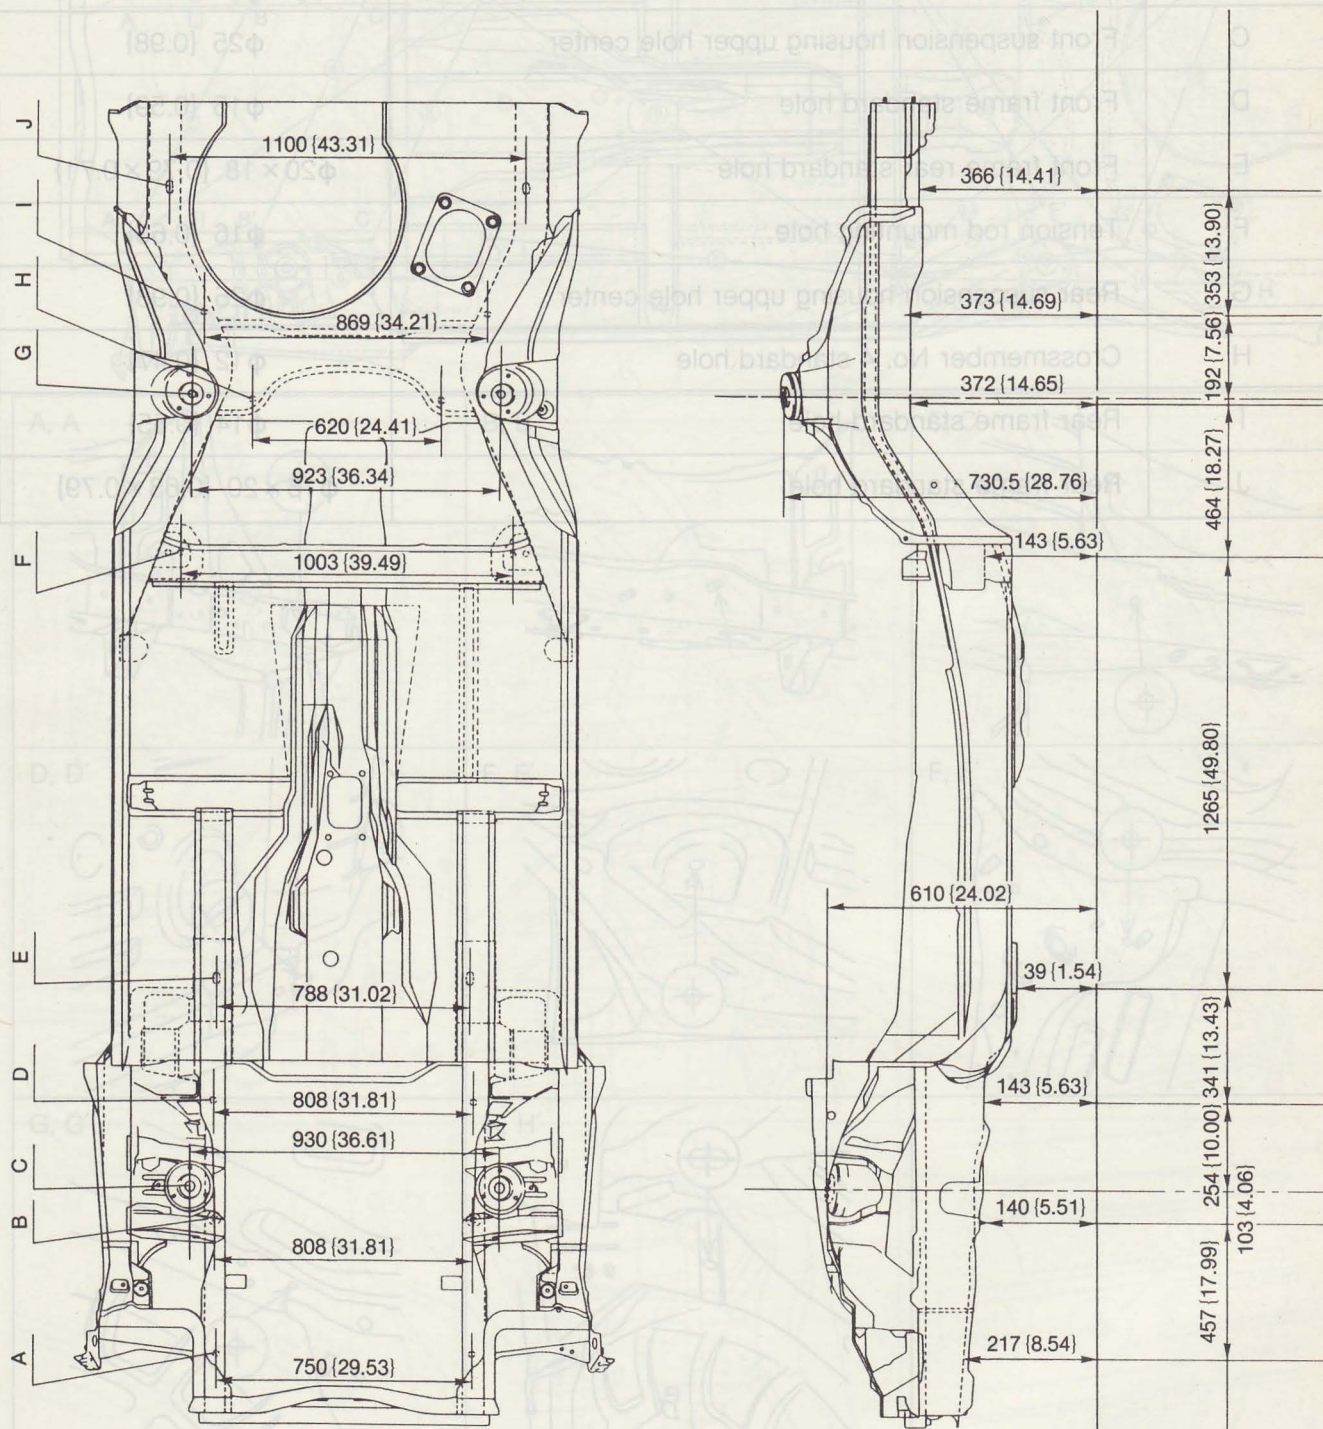 J
I
H
G
F
E
D
C
B
A
1100 {43.31}
869 {34.21}
620 {24.41}
923 {36.34}
1003 {39.49}
788 {31.02}
808 {31.81}
930 {36.61}
808 {31.81}
750 {29.53}
366 {14.41}
373 {14.69}
372 {14.65}
730.5 {28.76}
143 {5.63}
610 {24.02}
39 {1.54}
143 {5.63}
140 {5.51}
217 {8.54}
353 {13.90}
192 {7.56}
464 {18.27}
1265 {49.80}
341 {13.43}
254 {10.00}
103 {4.06}
457 {17.99}
C Front suspension housing upper hole center φ25 {0.98}
D Front frame standard hole φ15 {0.59}
E Front frame rear standard hole
F Tension rod mounting hole φ16
G Rear suspension housing upper hole center
H Crossmember No. standard hole
I Rear frame standard hole
J Rear frame standard hole
A, A
D, D
G, G